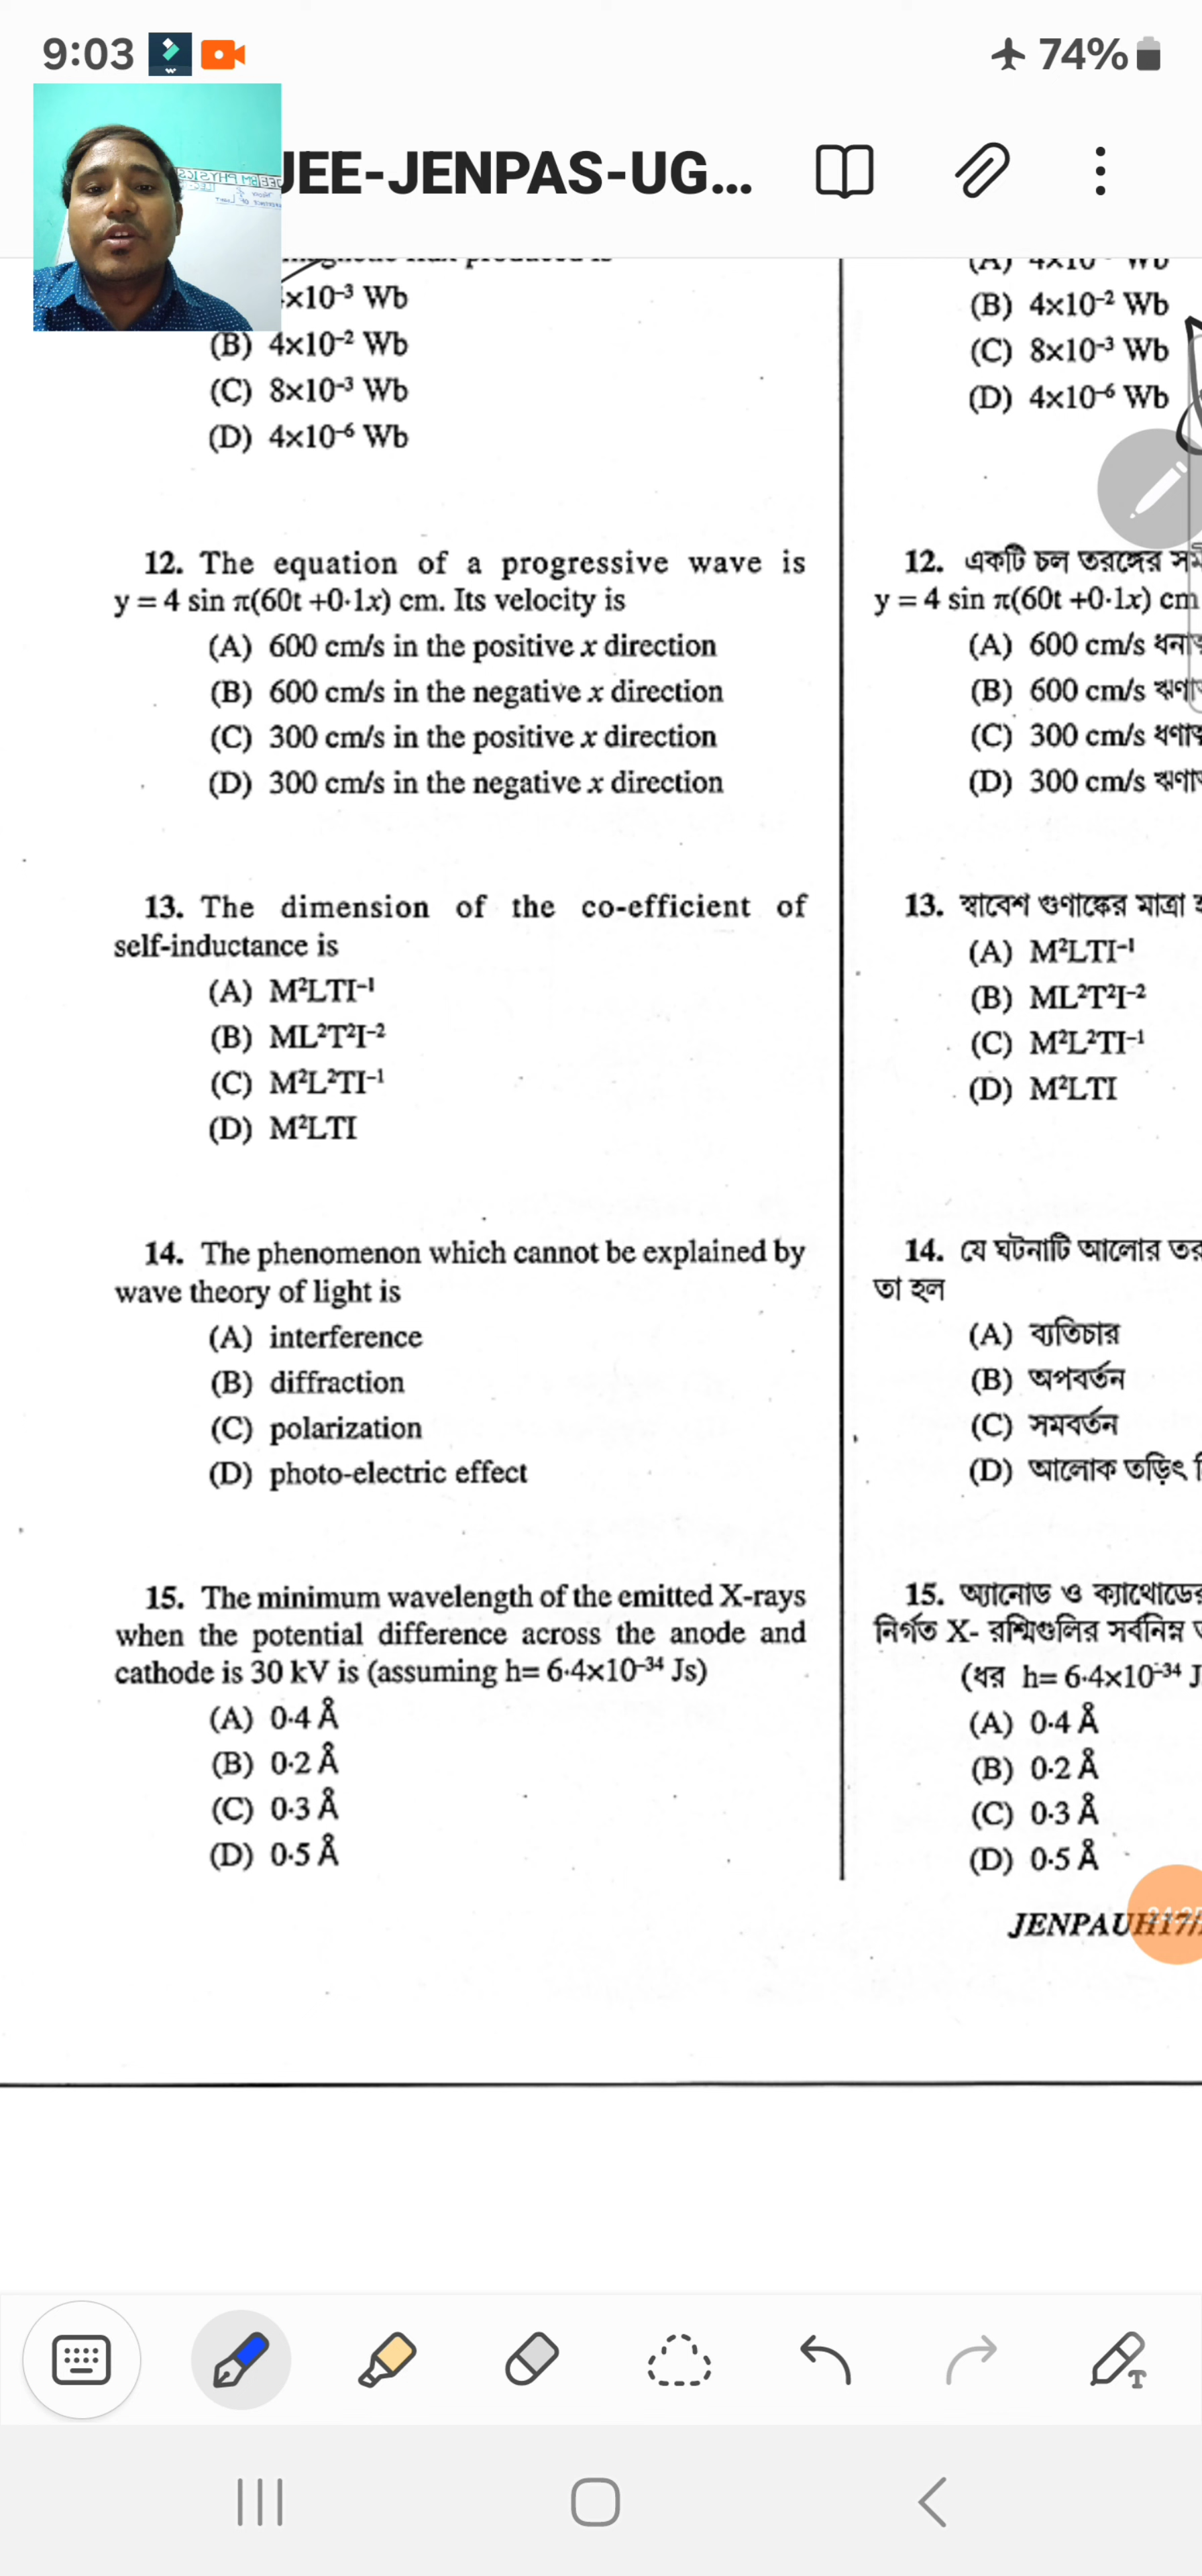 9:03
74%
JEE-JENPAS-UG...
×10⁻³ Wb
(B) 4×10⁻² Wb
(C) 8×10⁻³ Wb
(D) 4×10⁻⁶ Wb
12. The equation of a progressive wave is
y = 4 sin π(60t +0·1x) cm. Its velocity is
(A) 600 cm/s in the positive x direction
(B) 600 cm/s in the negative x direction
(C) 300 cm/s in the positive x direction
(D) 300 cm/s in the negative x direction
13. The dimension of the co-efficient of
self-inductance is
(A) M²LTI⁻¹
(B) ML²T²I⁻²
(C) M²L²TI⁻¹
(D) M²LTI
14. The phenomenon which cannot be explained by
wave theory of light is
(A) interference
(B) diffraction
(C) polarization
(D) photo-electric effect
15. The minimum wavelength of the emitted X-rays
when the potential difference across the anode and
cathode is 30 kV is (assuming h= 6·4×10⁻³⁴ Js)
(A) 0·4 Å
(B) 0·2 Å
(C) 0·3 Å
(D) 0·5 Å
(B) 4×10⁻² Wb
(C) 8×10⁻³ Wb
(D) 4×10⁻⁶ Wb
12. একটি চল তরঙ্গের
y = 4 sin π(60t +0·1x) cm
(A) 600 cm/s
(B) 600 cm/s
(C) 300 cm/s
(D) 300 cm/s
13. স্বাবেশ গুণাঙ্কের মাত্রা
(A) M²LTI⁻¹
(B) ML²T²I⁻²
(C) M²L²TI⁻¹
(D) M²LTI
14. যে ঘটনাটি আলোর
তা হল
(A) ব্যতিচার
(B) অপবর্তন
(C) সমবর্তন
(D) আলোক তড়িৎ
15. অ্যানোড ও ক্যাথোডের
নির্গত X- রশ্মিগুলির সর্বনিম্ন
(ধর h= 6·4×10⁻³⁴ J
(A) 0·4 Å
(B) 0·2 Å
(C) 0·3 Å
(D) 0·5 Å
JENPAUH17